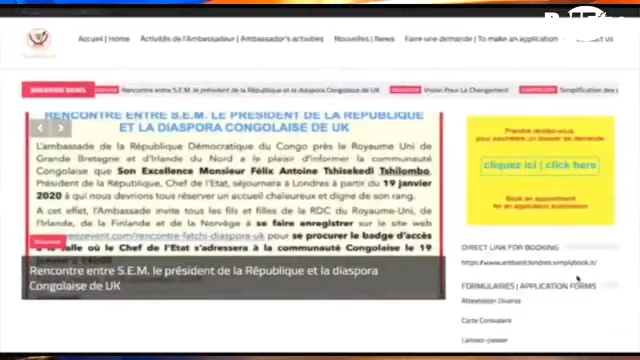 Accueil | Home
Activités de l'Ambassadeur | Ambassador's activities
Nouvelles | News
Faire une demande | To make an application
us
BREAKING NEWS
Rencontre entre S.E.M. le président de la République et la diaspora Congolaise de UK
Vision Pour Le Changement
Simplification des
RENCONTRE ENTRE S.E.M. LE PRESIDENT DE LA REPUBLIQUE
ET LA DIASPORA CONGOLAISE DE UK
L'ambassade de la République Démocratique du Congo près le Royaume Uni de
Grande Bretagne et d'Irlande du Nord a le plaisir d'informer la communauté
Congolaise que Son Excellence Monsieur Félix Antoine Tshisekedi Tshilombo,
Président de la République, Chef de l'Etat, séjournera à Londres à partir du 19 janvier
2020 à qui nous devrions tous réserver un accueil chaleureux et digne de son rang.
A cet effet, l'Ambassade invite tous les fils et filles de la RDC du Royaume-Uni, de
l'Irlande, de la Finlande et de la Norvège à se faire enregistrer sur le site web
pour se procurer le badge d'accès
à la salle où le Chef de l'Etat s'adressera à la communauté Congolaise le 19
Rencontre entre S.E.M. le président de la République et la diaspora
Congolaise de UK
Prendre rendez-vous
pour soumettre un dossier de demande
cliquez ici | click here
Book an appointment
for an application submission
DIRECT LINK FOR BOOKING
https://www.ambardclondres.simplybook.it/
FORMULAIRES | APPLICATION FORMS
Attestation Diverse
Carte Consulaire
Laissez-passer